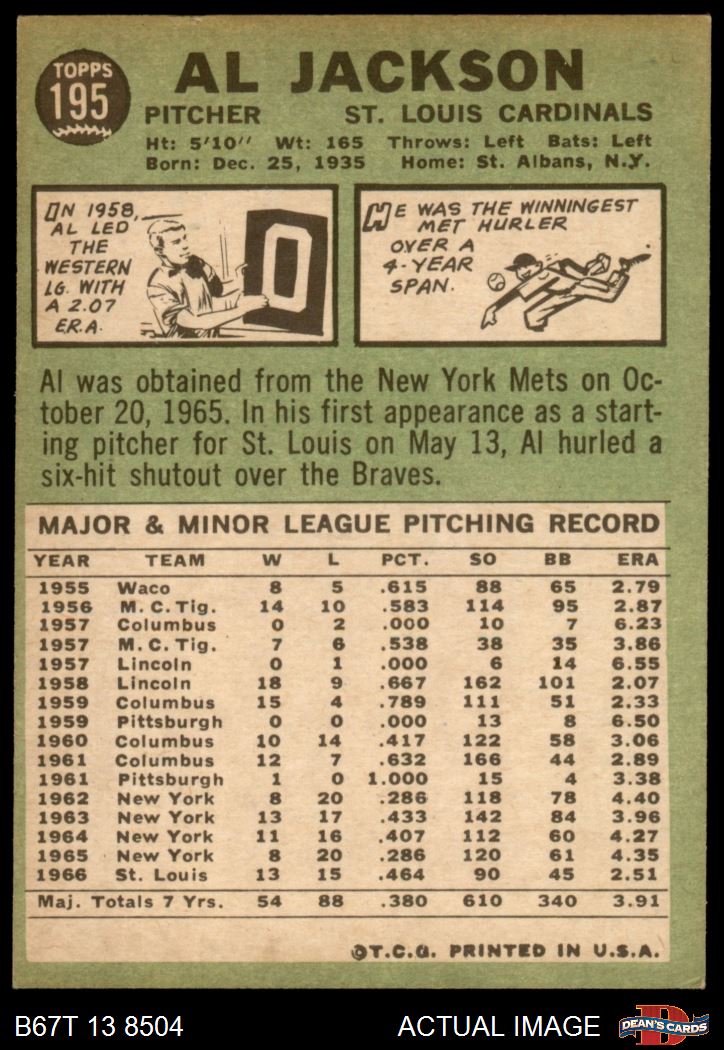 TOPPS
195
AL JACKSON
PITCHER ST. LOUIS CARDINALS
Ht: 5'10" Wt: 165 Throws: Left Bats: Left
Born: Dec. 25, 1935 Home: St. Albans, N.Y.
IN 1958,
AL LED
THE
WESTERN
LG. WITH
A 2.07
E.R.A.
0
HE WAS THE WINNINGEST
MET HURLER
OVER A
4-YEAR
SPAN.
Al was obtained from the New York Mets on Oc-
tober 20, 1965. In his first appearance as a start-
ing pitcher for St. Louis on May 13, Al hurled a
six-hit shutout over the Braves.
MAJOR & MINOR LEAGUE PITCHING RECORD
YEAR TEAM W L PCT. SO BB ERA
1955 Waco 8 5 .615 88 65 2.79
1956 M. C. Tig. 14 10 .583 114 95 2.87
1957 Columbus 0 2 .000 10 7 6.23
1957 M. C. Tig. 7 6 .538 38 35 3.86
1957 Lincoln 0 1 .000 6 14 6.55
1958 Lincoln 18 9 .667 162 101 2.07
1959 Columbus 15 4 .789 111 51 2.33
1959 Pittsburgh 0 0 .000 13 8 6.50
1960 Columbus 10 14 .417 122 58 3.06
1961 Columbus 12 7 .632 166 44 2.89
1961 Pittsburgh 1 0 1.000 15 4 3.38
1962 New York 8 20 .286 118 78 4.40
1963 New York 13 17 .433 142 84 3.96
1964 New York 11 16 .407 112 60 4.27
1965 New York 8 20 .286 120 61 4.35
1966 St. Louis 13 15 .464 90 45 2.51
Maj. Totals 7 Yrs. 54 88 .380 610 340 3.91
©T.C.G. PRINTED IN U.S.A.
B67T 13 8504 ACTUAL IMAGE
D
DEAN'S CARDS